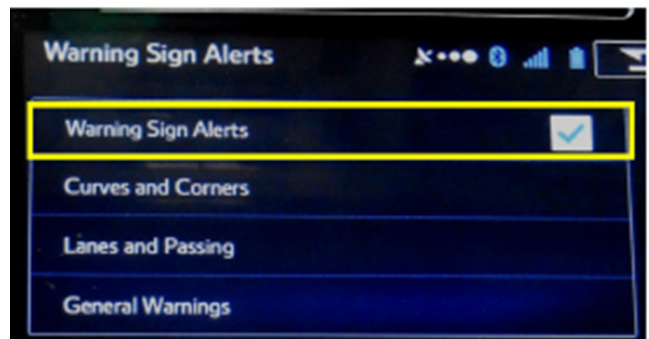 Warning Sign Alerts
Warning Sign Alerts
Curves and Corners
Lanes and Passing
General Warnings